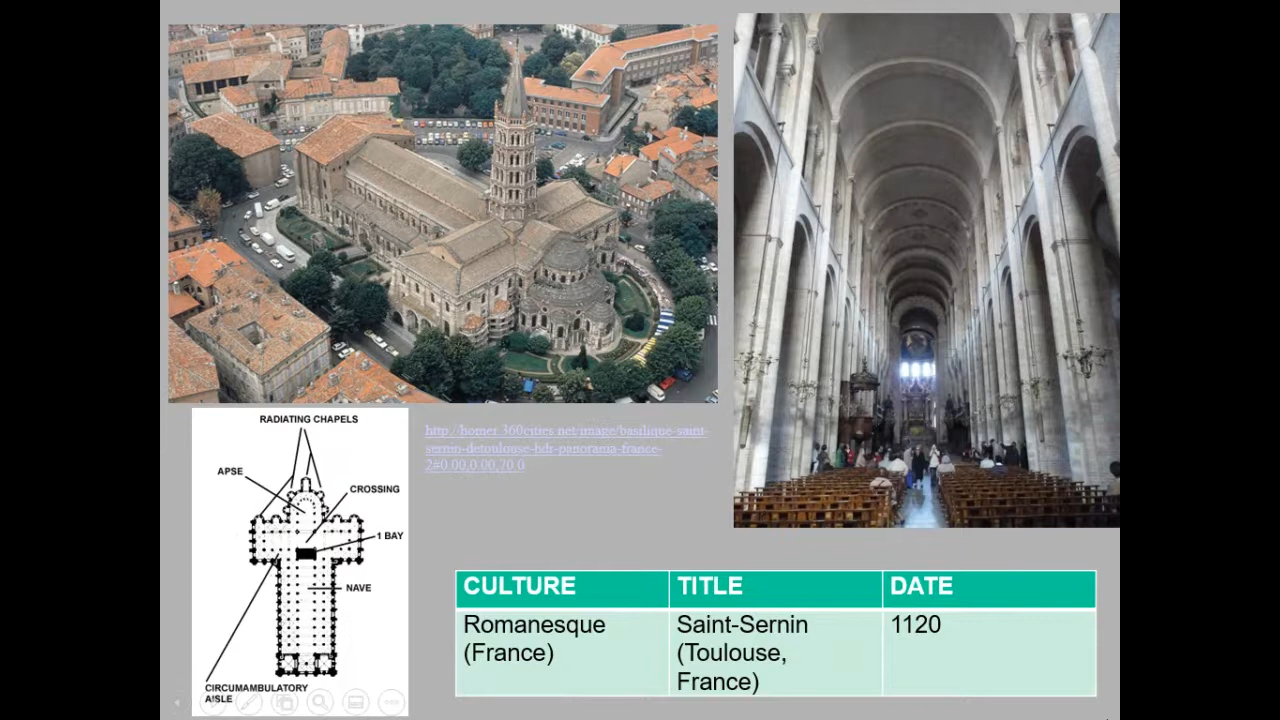 http://homer.360cities.net/image/basilique-saint-
sernin-detoulouse-hdr-panorama-france-
2#0.00,0.00,70.0
RADIATING CHAPELS
APSE
CROSSING
1 BAY
NAVE
CIRCUMAMBULATORY
AISLE
CULTURE TITLE DATE
Romanesque Saint-Sernin 1120
(France) (Toulouse,
France)